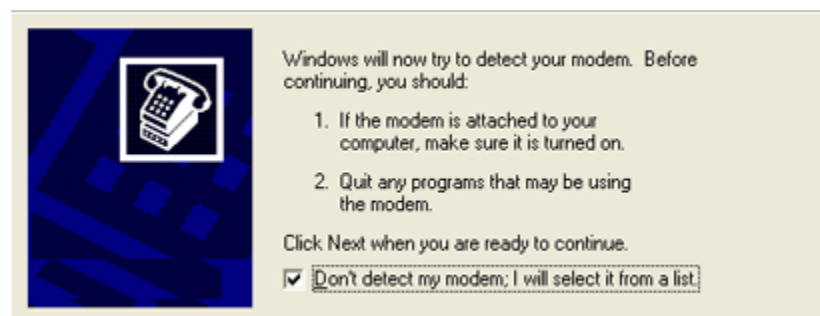 Windows will now try to detect your modem. Before
continuing, you should:
1. If the modem is attached to your
computer, make sure it is turned on.
2. Quit any programs that may be using
the modem.
Click Next when you are ready to continue.
Don't detect my modem; I will select it from a list.